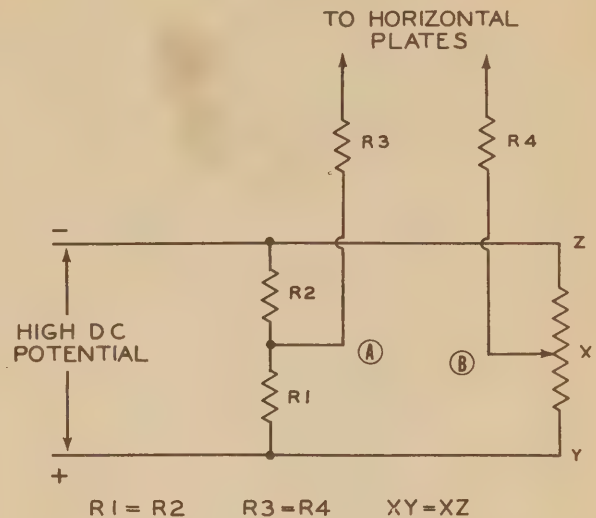 TO HORIZONTAL
PLATES
R3
R4
–
Z
R2
HIGH DC
POTENTIAL
A
B
X
R1
Y
+
R1 = R2 R3=R4 XY=XZ